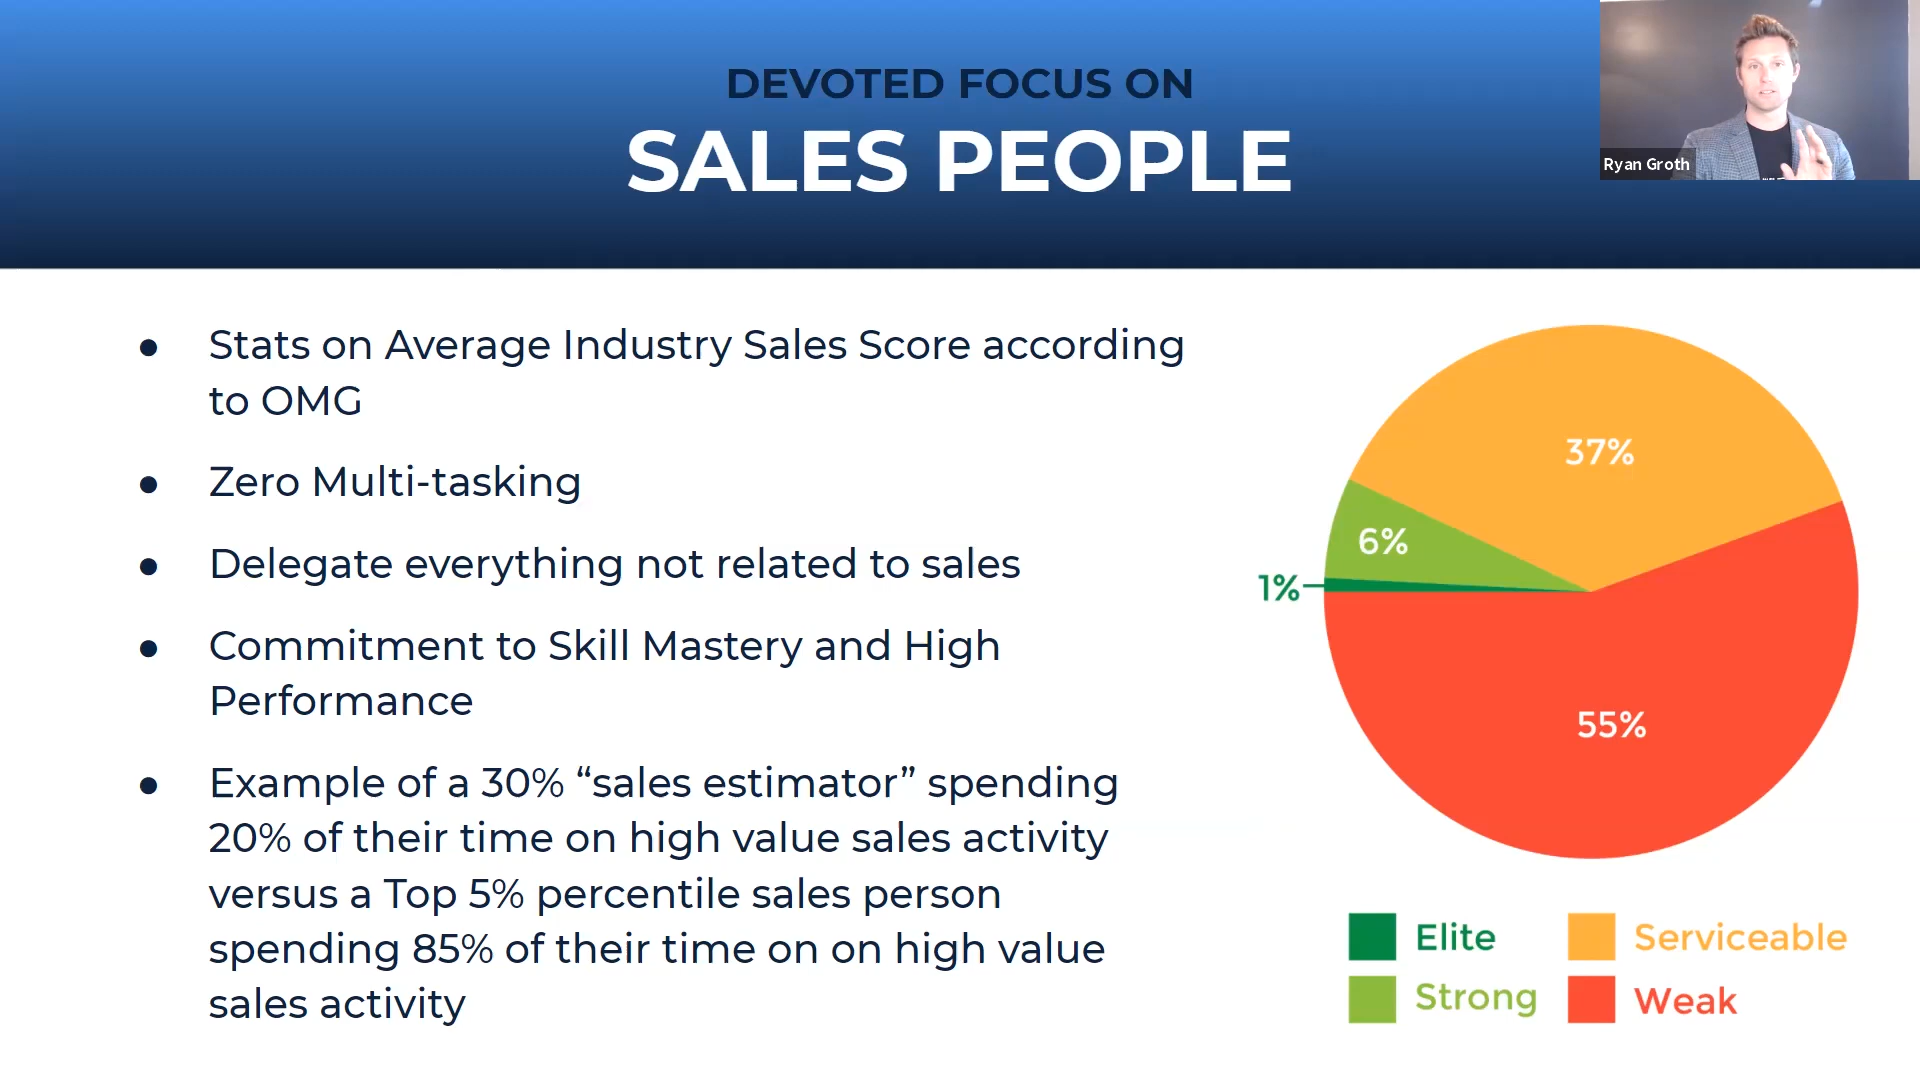 DEVOTED FOCUS ON
SALES PEOPLE
Ryan Groth
● Stats on Average Industry Sales Score according
to OMG
● Zero Multi-tasking
● Delegate everything not related to sales
● Commitment to Skill Mastery and High
Performance
● Example of a 30% “sales estimator” spending
20% of their time on high value sales activity
versus a Top 5% percentile sales person
spending 85% of their time on on high value
sales activity
37%
6%
1%
55%
Elite
Serviceable
Strong
Weak